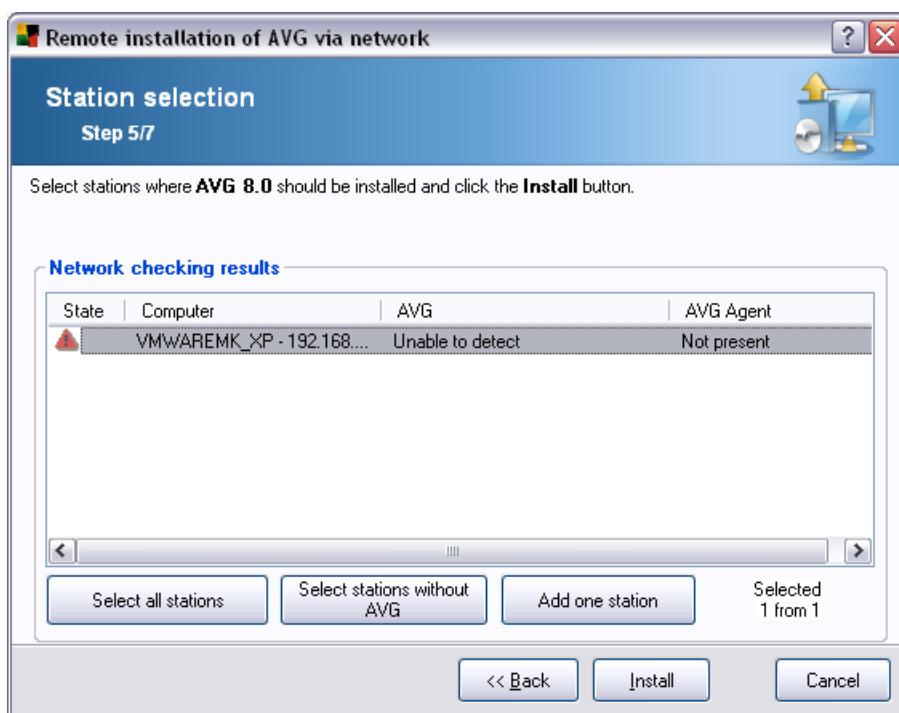 Remote installation of AVG via network
Station selection
Step 5/7
Select stations where AVG 8.0 should be installed and click the Install button.
Network checking results
State Computer AVG AVG Agent
VMWAREMK_XP - 192.168.... Unable to detect Not present
Select all stations
Select stations without
AVG
Add one station
Selected
1 from 1
<< Back Install Cancel